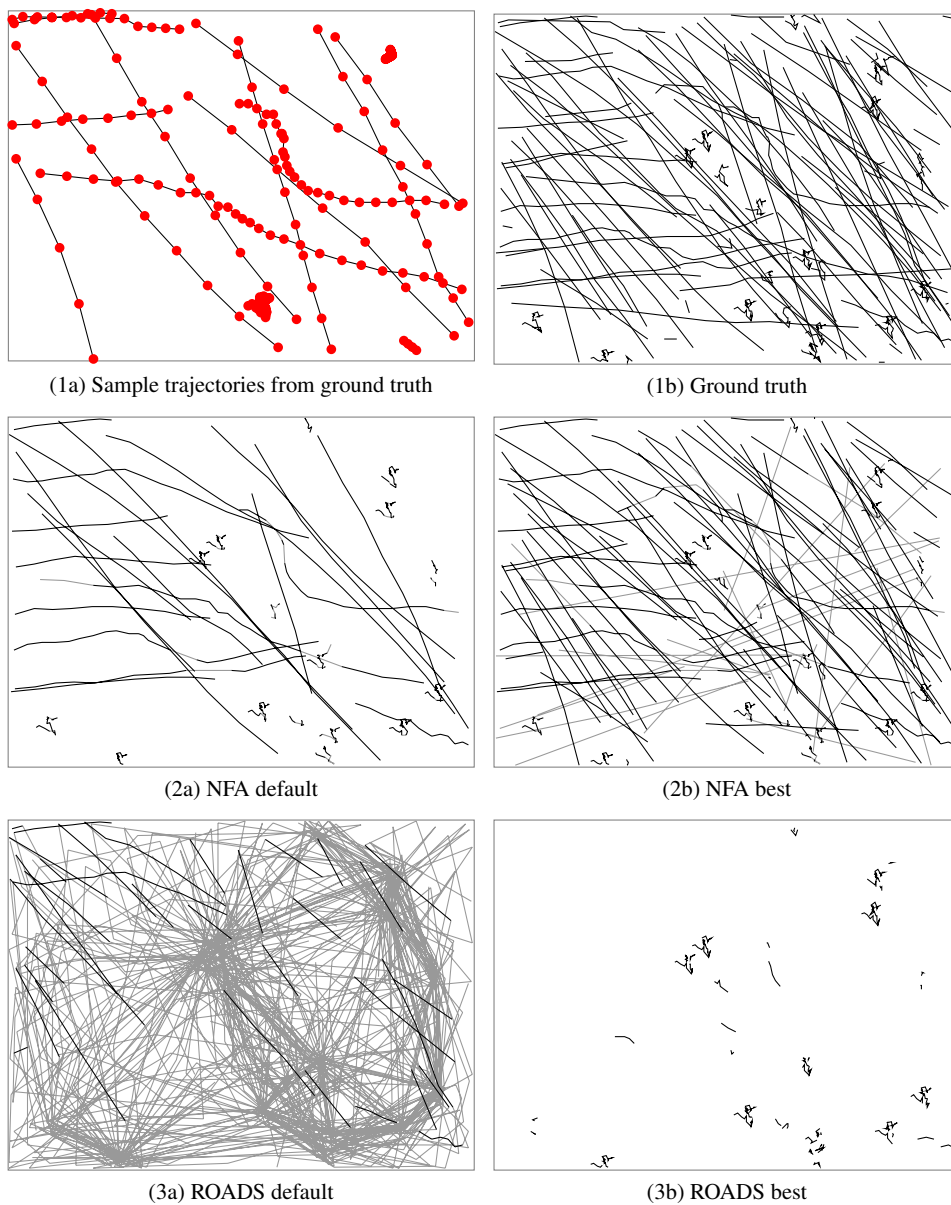 (1a) Sample trajectories from ground truth
(1b) Ground truth
(2a) NFA default
(2b) NFA best
(3a) ROADS default
(3b) ROADS best